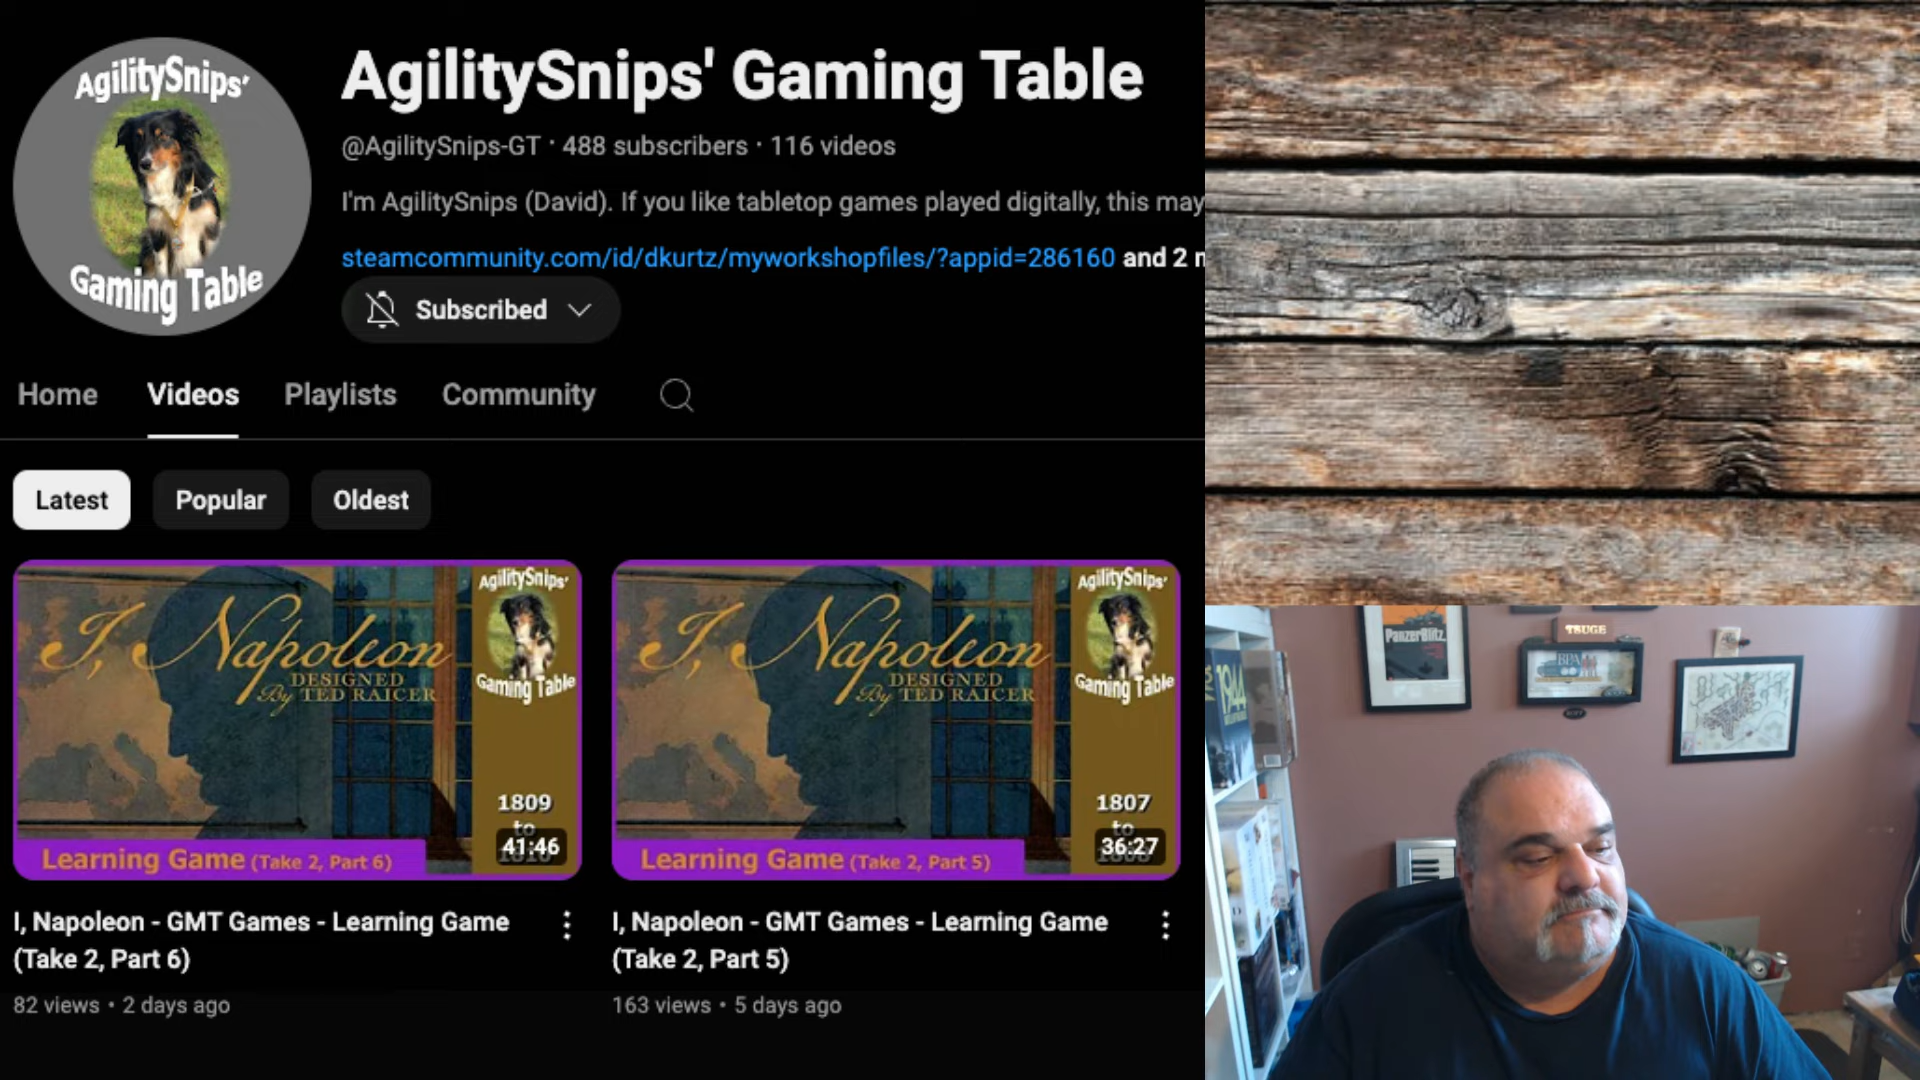 AgilitySnips'
Gaming Table
AgilitySnips' Gaming Table
@AgilitySnips-GT · 488 subscribers · 116 videos
I'm AgilitySnips (David). If you like tabletop games played digitally, this may
steamcommunity.com/id/dkurtz/myworkshopfiles/?appid=286160 and 2
Subscribed
Home
Videos
Playlists
Community
Latest
Popular
Oldest
I, Napoleon
DESIGNED
By TED RAICER
AgilitySnips'
Gaming Table
1809
to
41:46
Learning Game (Take 2, Part 6)
I, Napoleon
DESIGNED
By TED RAICER
AgilitySnips'
Gaming Table
1807
to
36:27
Learning Game (Take 2, Part 5)
I, Napoleon - GMT Games - Learning Game
(Take 2, Part 6)
82 views • 2 days ago
I, Napoleon - GMT Games - Learning Game
(Take 2, Part 5)
163 views • 5 days ago
PanzerBlitz
TSUGE
BPA
1944